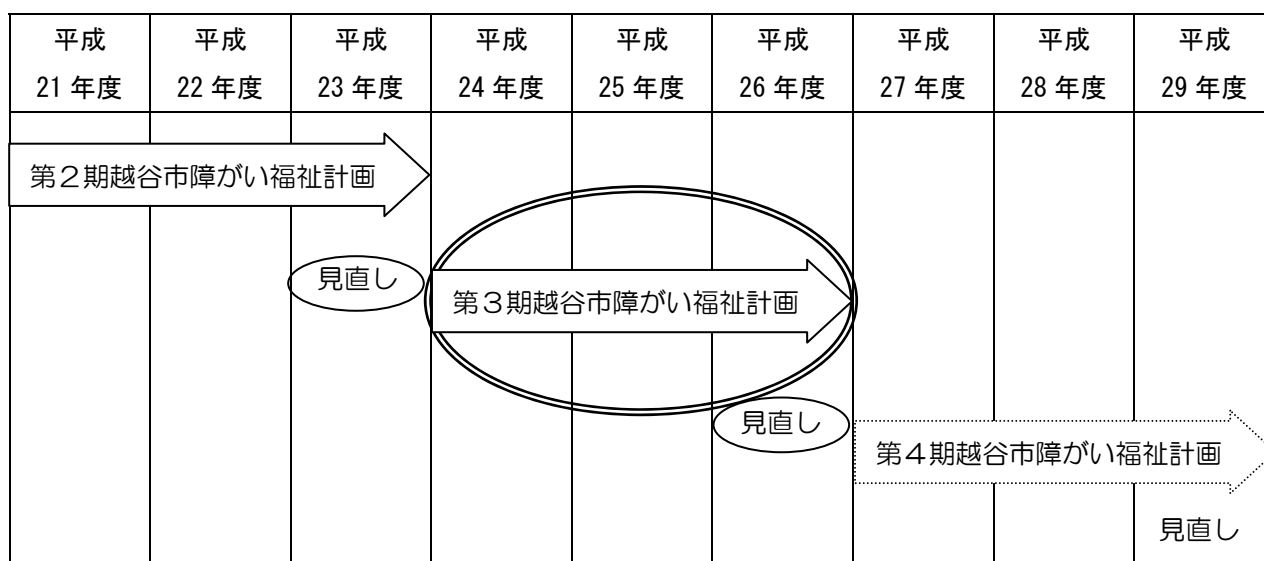 平成 平成 平成 平成 平成 平成 平成 平成 平成
21年度 22年度 23年度 24年度 25年度 26年度 27年度 28年度 29年度
第２期越谷市障がい福祉計画
見直し
第３期越谷市障がい福祉計画
見直し
第４期越谷市障がい福祉計画
見直し